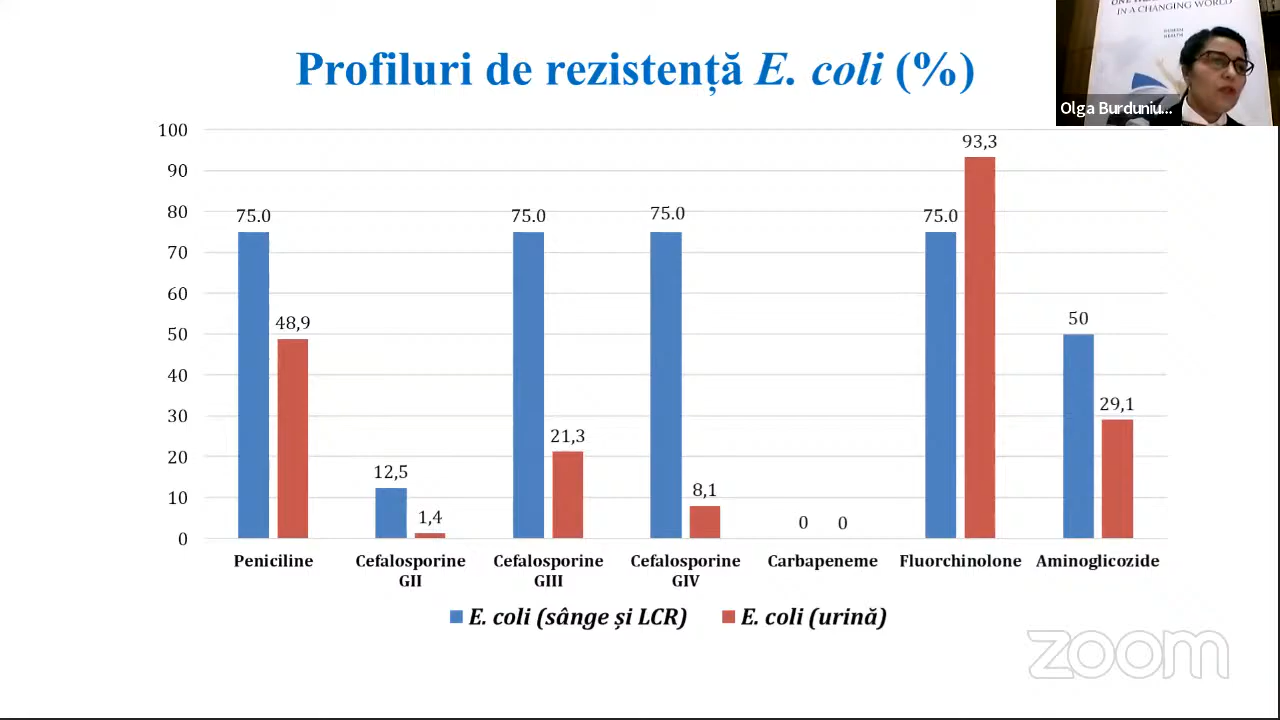 IN A CHANGING WORLD
HUMAN
HEALTH
Olga Burduniu...
Profiluri de rezistență E. coli (%)
100
90
80
70
60
50
40
30
20
10
0
75.0
48,9
12,5
1,4
75.0
21,3
75.0
8,1
0
0
75.0
93,3
50
29,1
Peniciline
Cefalosporine
GII
Cefalosporine
GIII
Cefalosporine
GIV
Carbapeneme
Fluorchinolone
Aminoglicozide
E. coli (sânge și LCR)
E. coli (urină)
zoom